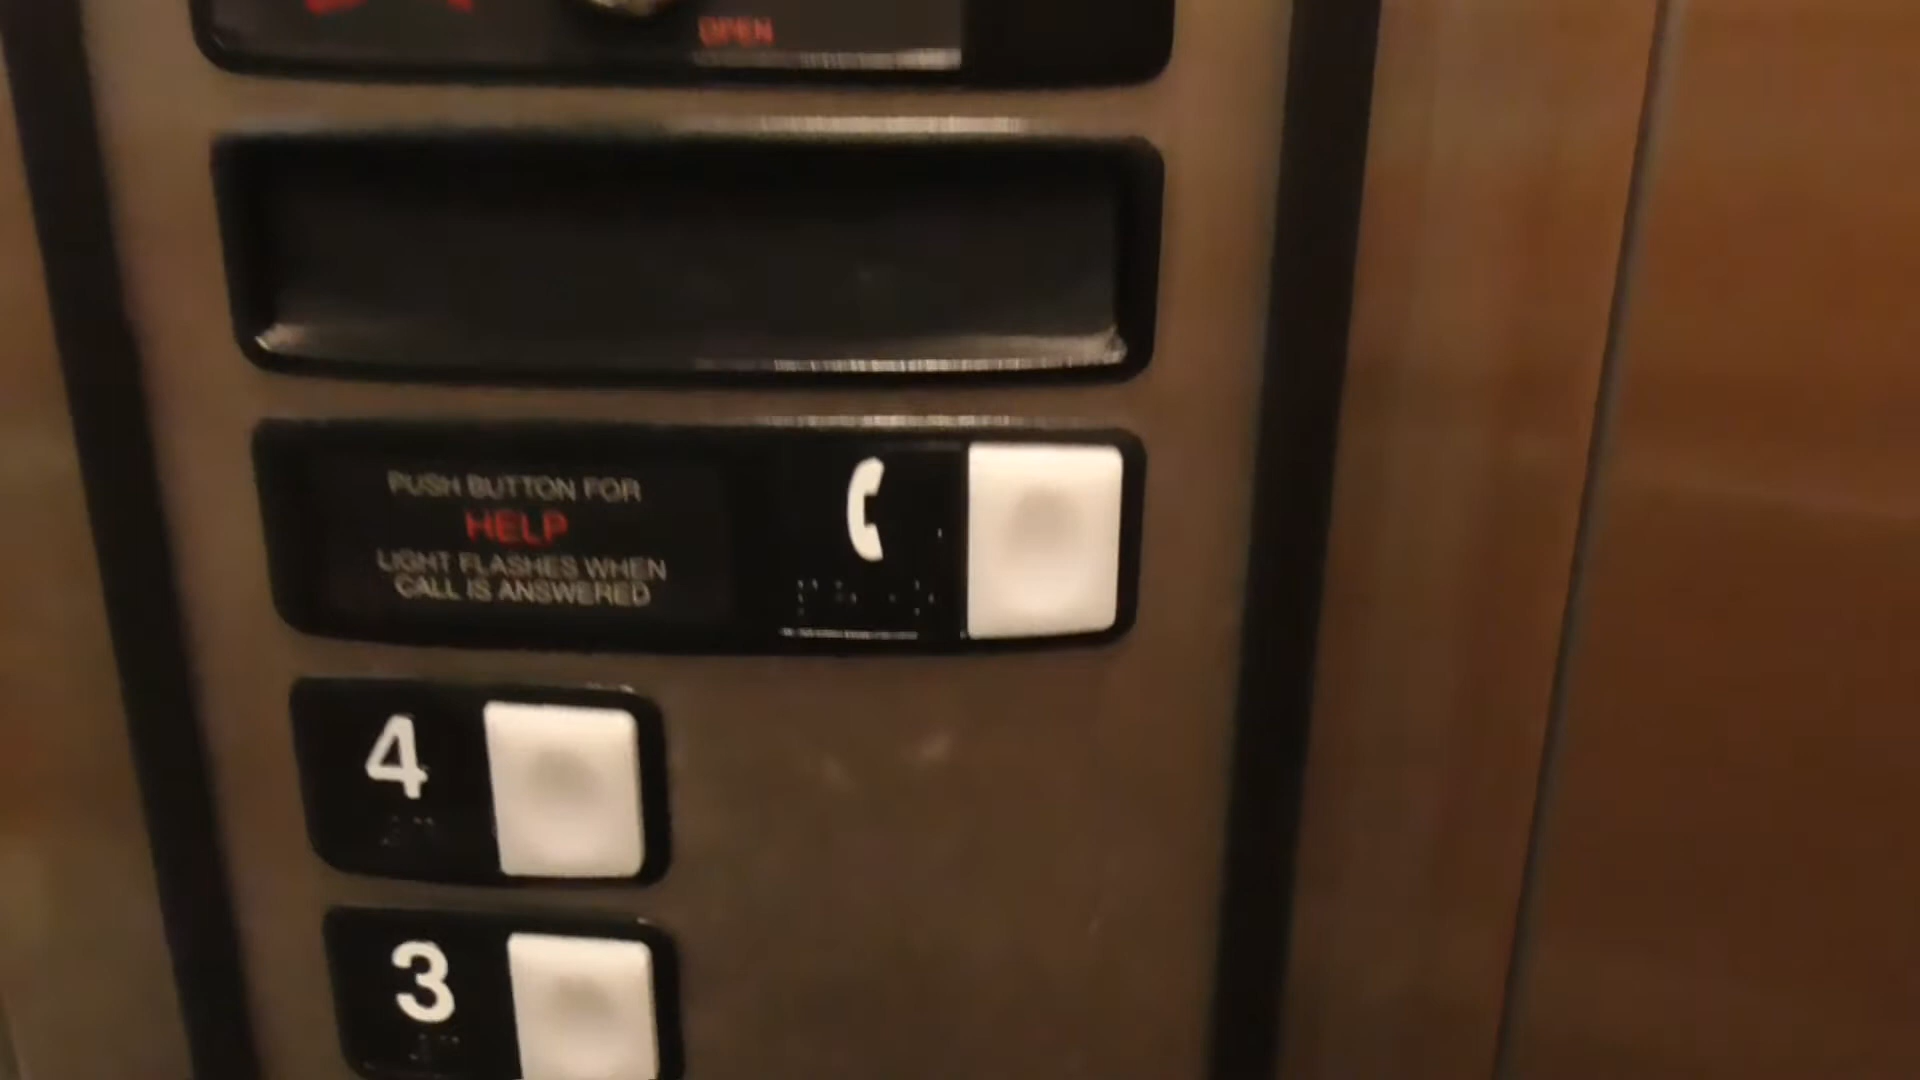 OPEN
PUSH BUTTON FOR
HELP
LIGHT FLASHES WHEN
CALL IS ANSWERED
4
3